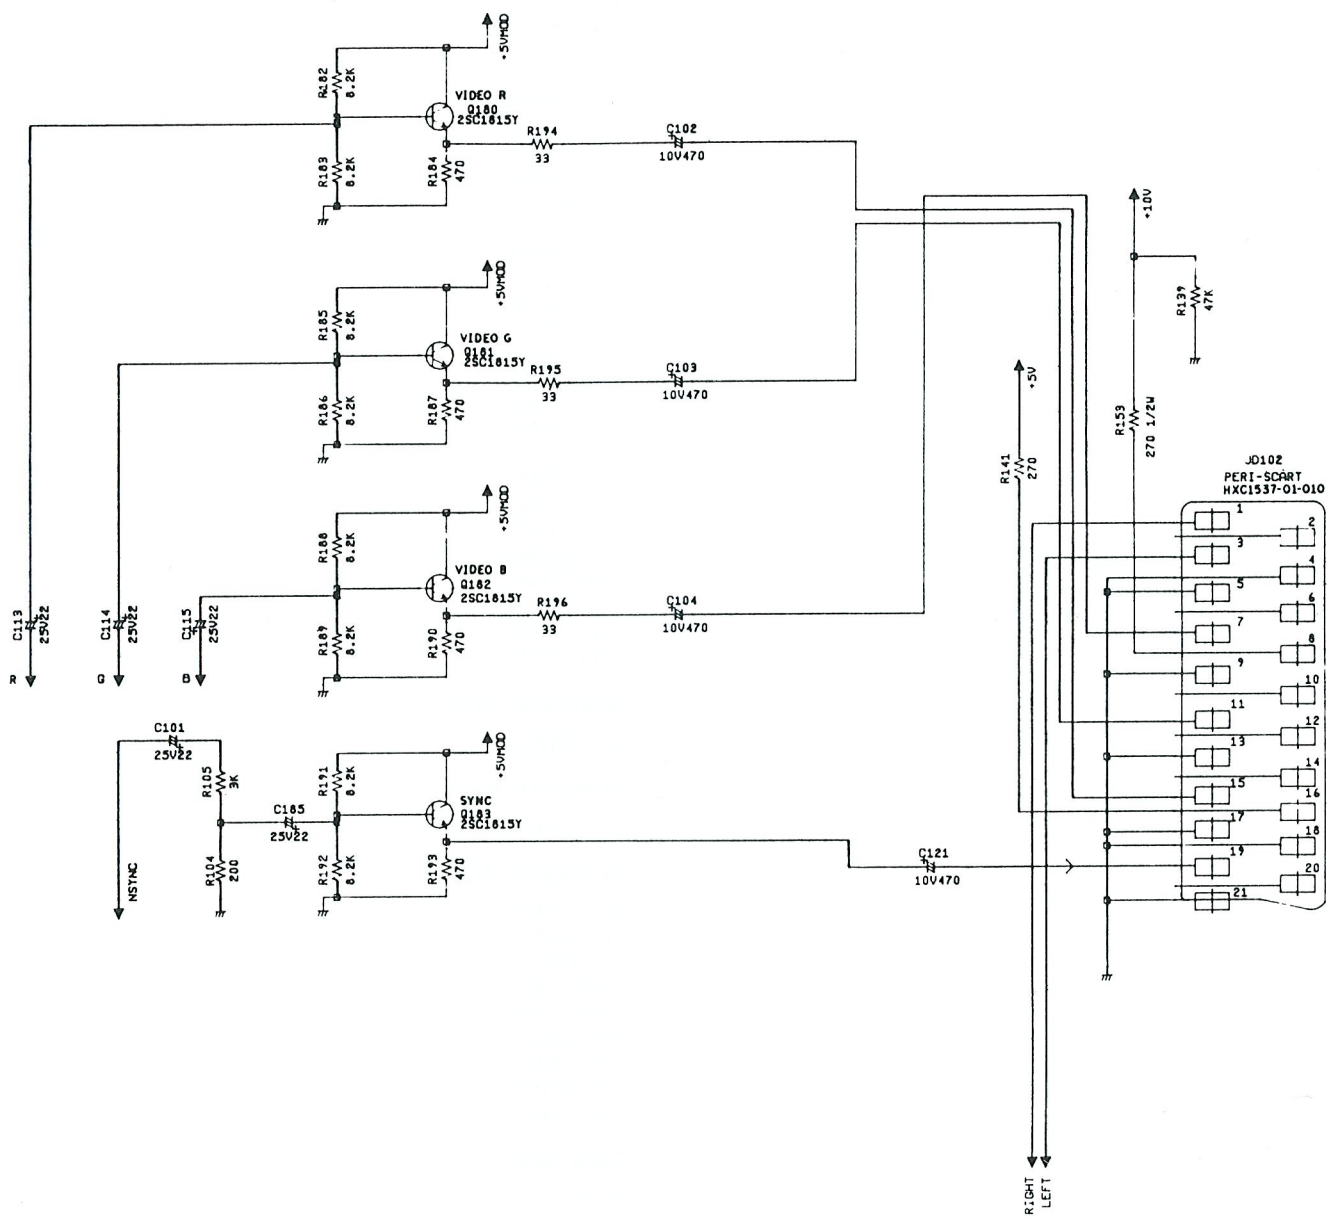 +5VMOD
R182
8.2K
VIDEO R
Q180
2SC1815Y
R183
8.2K
R184
470
R194
33
C102
10V470
+10V
+5VMOD
R185
8.2K
VIDEO G
Q181
2SC1815Y
R186
8.2K
R187
470
R195
33
C103
10V470
R139
47K
+5V
R153
270 1/2W
R141
270
JD102
PERI-SCART
HXC1537-01-010
+5VMOD
R188
8.2K
VIDEO B
Q182
2SC1815Y
R189
8.2K
R190
470
R196
33
C104
10V470
C113
25V22
C114
25V22
C115
25V22
R
G
B
1
2
3
4
5
6
7
8
9
10
11
12
13
14
15
16
17
18
19
20
21
C101
25V22
R105
3K
C185
25V22
R104
200
NSYNC
+5VMOD
R191
8.2K
SYNC
Q183
2SC1815Y
R192
8.2K
R193
470
C121
10V470
RIGHT
LEFT